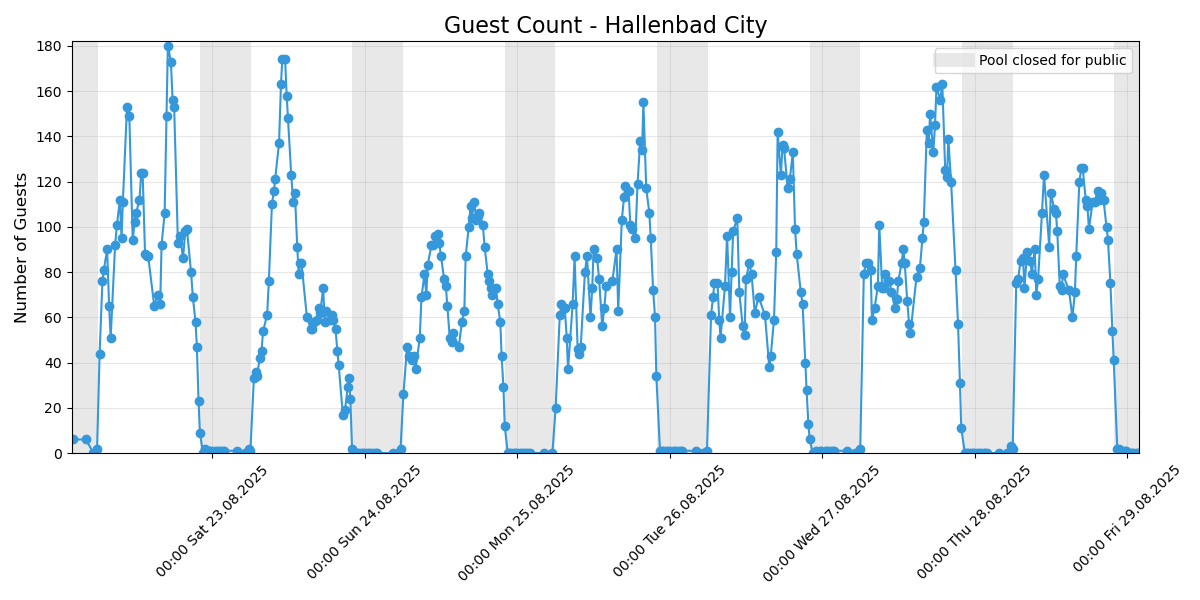 Guest Count - Hallenbad City
Pool closed for public
Number of Guests
180
160
140
120
100
80
60
40
20
0
00:00 Sat 23.08.2025
00:00 Sun 24.08.2025
00:00 Mon 25.08.2025
00:00 Tue 26.08.2025
00:00 Wed 27.08.2025
00:00 Thu 28.08.2025
00:00 Fri 29.08.2025